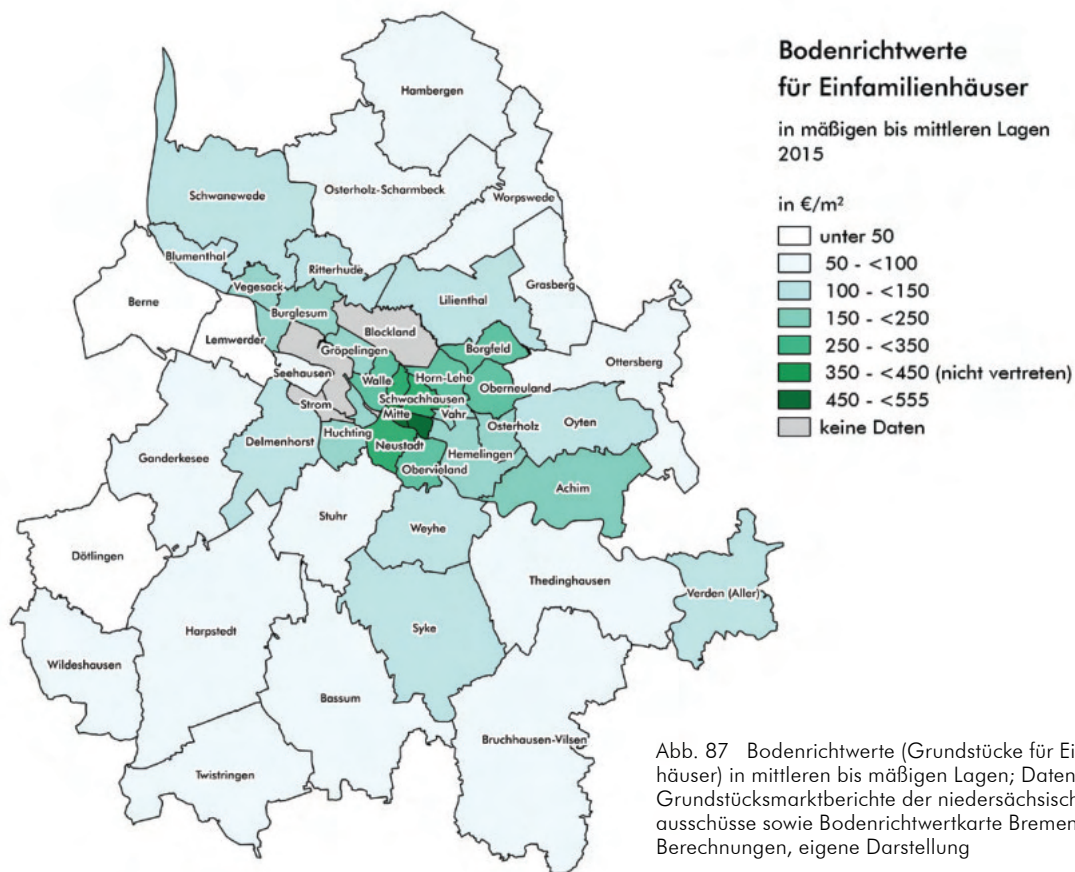 Bodenrichtwerte
für Einfamilienhäuser
in mäßigen bis mittleren Lagen
2015
in €/m²
unter 50
50 - <100
100 - <150
150 - <250
250 - <350
350 - <450 (nicht vertreten)
450 - <555
keine Daten
Hambergen
Osterholz-Scharmbeck
Worpswede
Schwanewede
Blumenthal
Ritterhude
Vegesack
Lilienthal
Grasberg
Berne
Burglesum
Lemwerder
Blockland
Gröpelingen
Borgfeld
Ottersberg
Seehausen
Walle
Horn-Lehe
Oberneuland
Strom
Schwachhausen
Mitte
Vahr
Osterholz
Oyten
Huchting
Delmenhorst
Neustadt
Hemelingen
Ganderkesee
Obervieland
Achim
Stuhr
Weyhe
Dötlingen
Thedinghausen
Verden (Aller)
Harpstedt
Syke
Wildeshausen
Bassum
Bruchhausen-Vilsen
Twistringen
Abb. 87 Bodenrichtwerte (Grundstücke für Ei
häuser) in mittleren bis mäßigen Lagen; Daten
Grundstücksmarktberichte der niedersächsisch
ausschüsse sowie Bodenrichtwertkarte Bremen
Berechnungen, eigene Darstellung